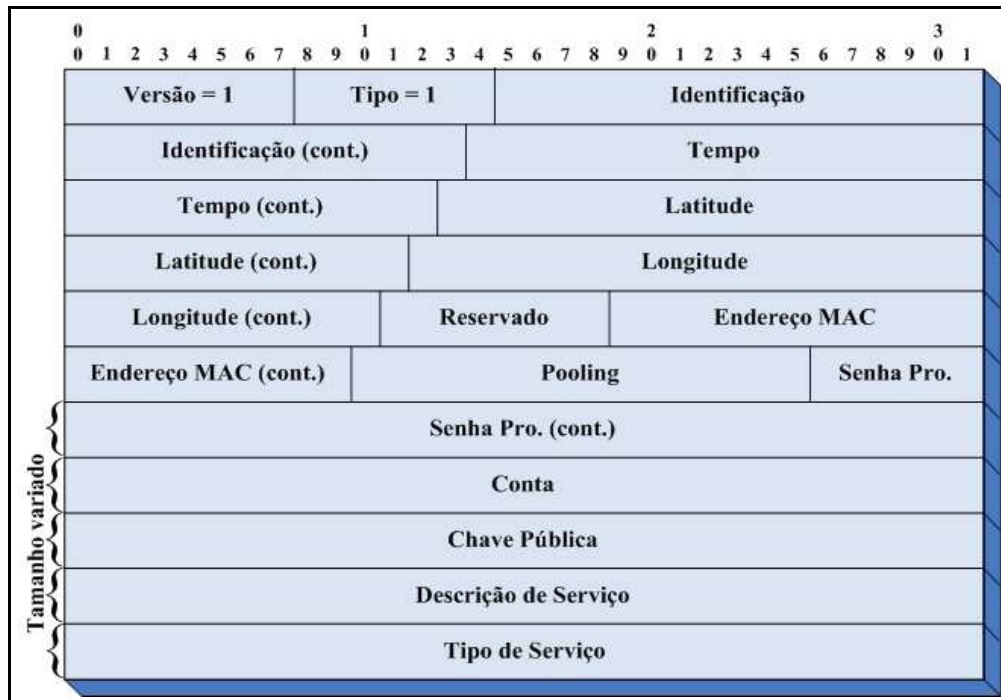 0 1 2 3
0 1 2 3 4 5 6 7 8 9 0 1 2 3 4 5 6 7 8 9 0 1 2 3 4 5 6 7 8 9 0 1
Versão = 1 Tipo = 1 Identificação
Identificação (cont.) Tempo
Tempo (cont.) Latitude
Latitude (cont.) Longitude
Longitude (cont.) Reservado Endereço MAC
Endereço MAC (cont.) Pooling Senha Pro.
Senha Pro. (cont.)
Conta
Chave Pública
Descrição de Serviço
Tipo de Serviço
Tamanho variado